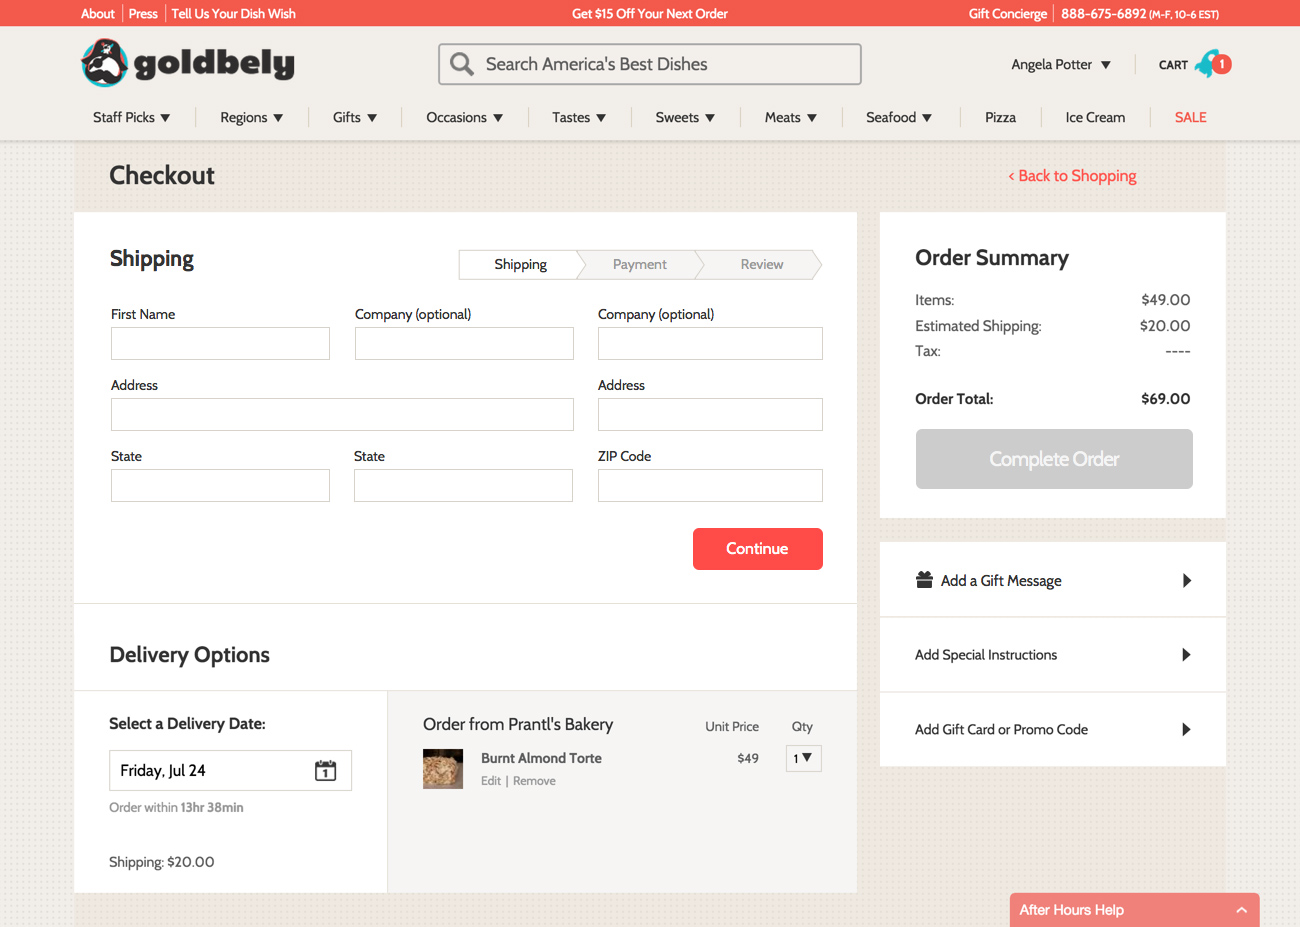 About Press Tell Us Your Dish Wish Get $15 Off Your Next Order Gift Concierge 888-675-6892 (M-F, 10-6 EST)
goldbely Search America's Best Dishes Angela Potter ▼ CART 1
Staff Picks ▼ Regions ▼ Gifts ▼ Occasions ▼ Tastes ▼ Sweets ▼ Meats ▼ Seafood ▼ Pizza Ice Cream SALE
Checkout
‹ Back to Shopping
Shipping
Shipping Payment Review
First Name Company (optional) Company (optional)
Address Address
State State ZIP Code
Continue
Delivery Options
Select a Delivery Date:
Friday, Jul 24 1
Order within 13hr 38min
Shipping: $20.00
Order from Prantl's Bakery Unit Price Qty
Burnt Almond Torte $49 1▼
Edit | Remove
Order Summary
Items: $49.00
Estimated Shipping: $20.00
Tax: ----
Order Total: $69.00
Complete Order
Add a Gift Message
Add Special Instructions
Add Gift Card or Promo Code
After Hours Help